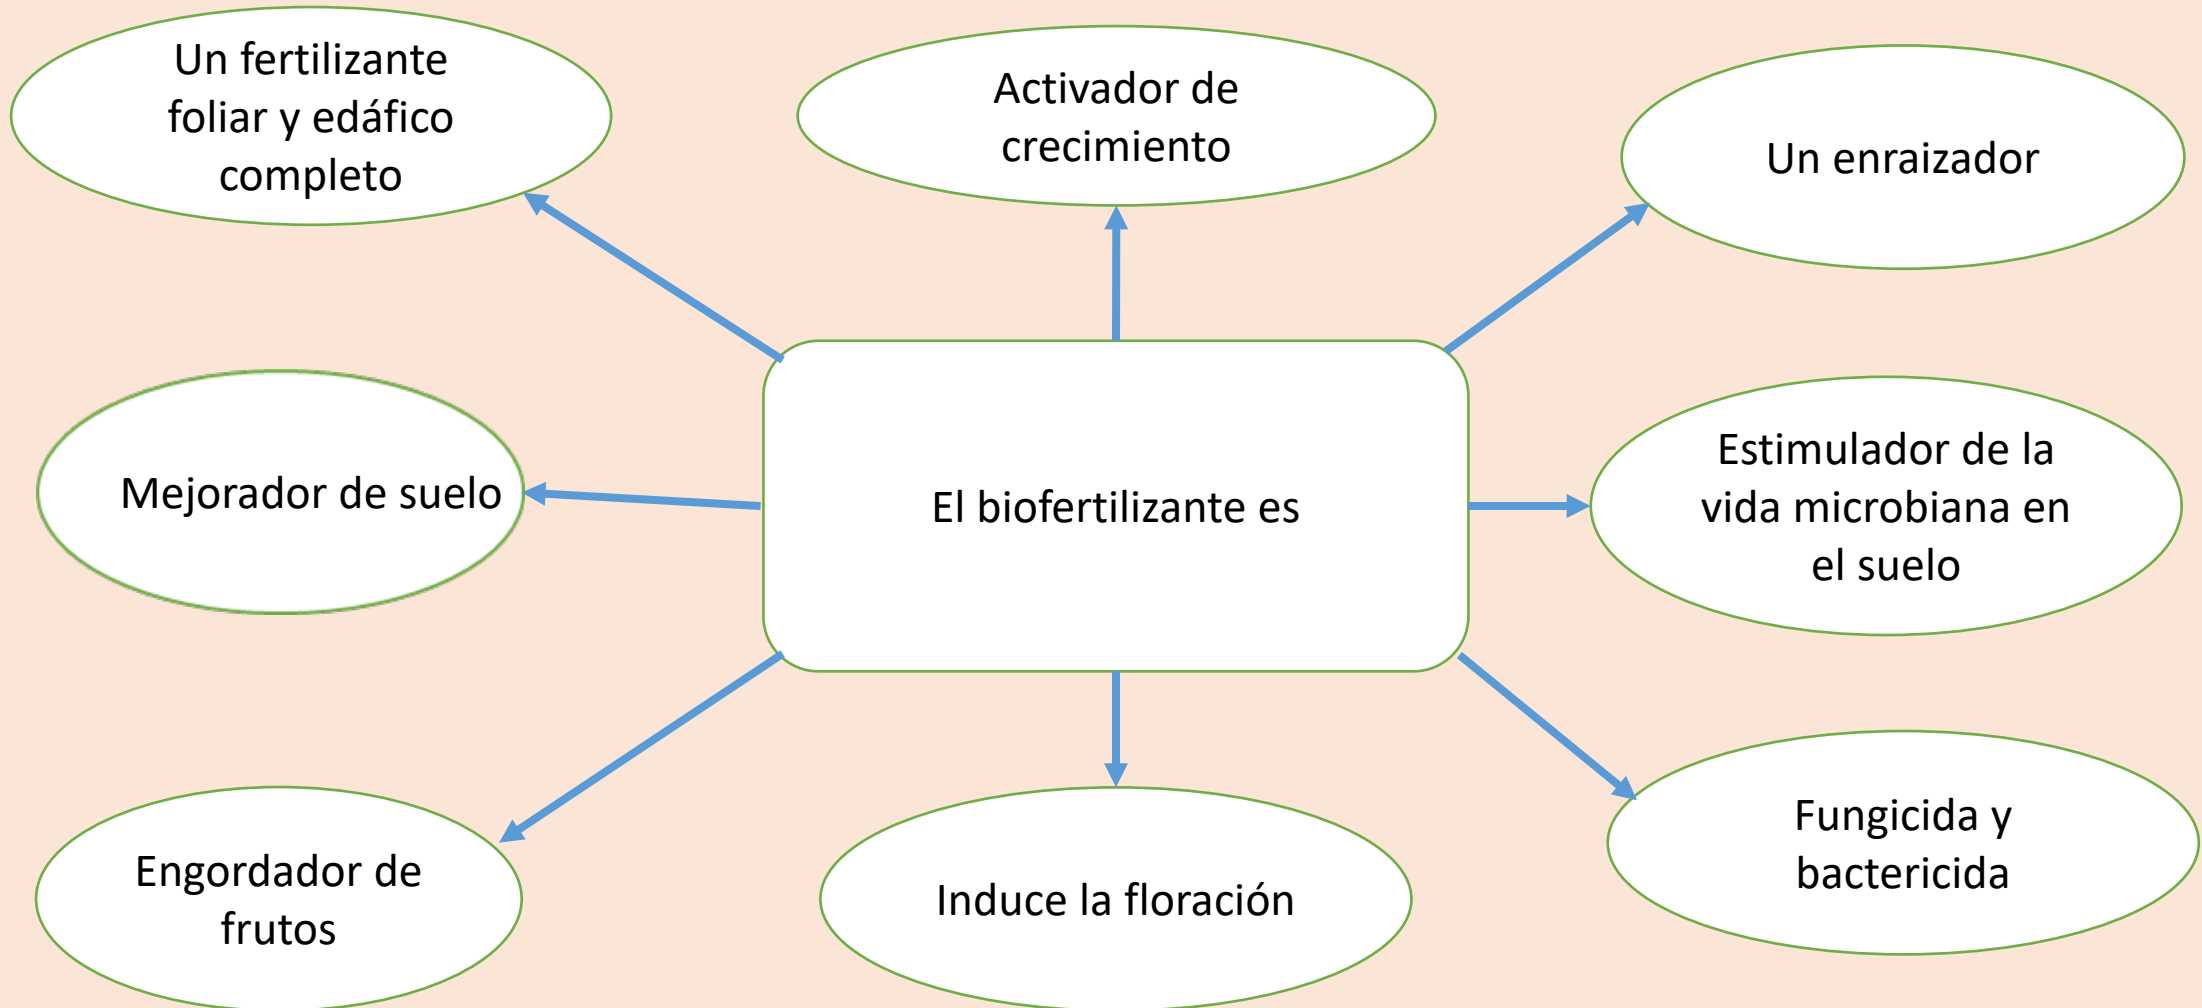 Un fertilizante
foliar y edáfico
completo
Activador de
crecimiento
Un enraizador
Mejorador de suelo
El biofertilizante es
Estimulador de la
vida microbiana en
el suelo
Engordador de
frutos
Induce la floración
Fungicida y
bactericida